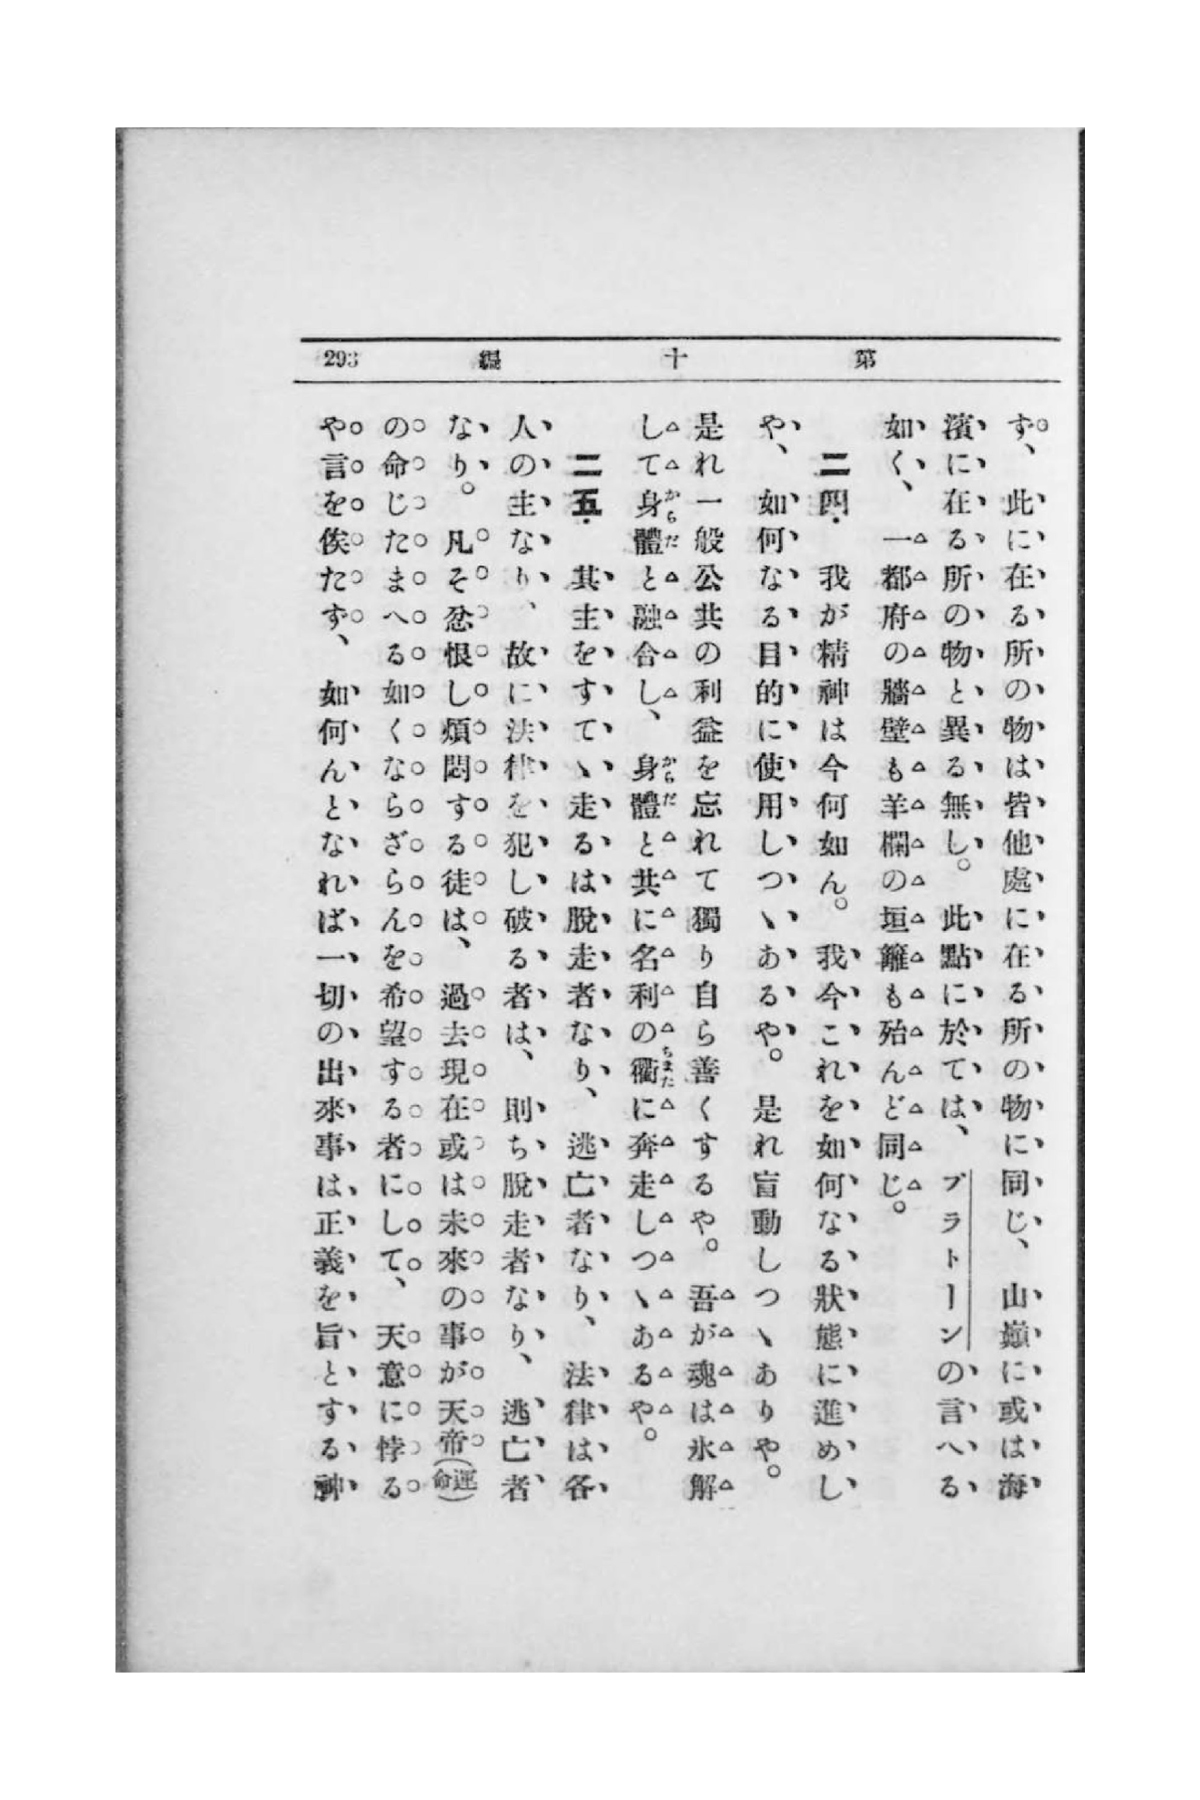 第十編 293
す、此に在る所の物は皆他處に在る所の物に同じ、山巓に或は海
濱に在る所の物と異る無し。此點に於ては、プラトーンの言へる
如く、一都府の牆壁も羊欄の垣籬も殆んど同じ。
二四・ 我が精神は今何如ん。我今これを如何なる狀態に進めし
や、如何なる目的に使用しつゝあるや。是れ盲動しつゝありや。
是れ一般公共の利益を忘れて獨り自ら善くするや。吾が魂は氷解
して身體からだと融合し、身體からだと共に名利の衢ちまたに奔走しつゝあるや。
二五・ 其主をすてゝ走るは脫走者なり、逃亡者なり、法律は各
人の主なり、故に法律を犯し破る者は、則ち脫走者なり、逃亡者
なり。凡そ忿恨し煩悶する徒は、過去現在或は未來の事が天帝(運命)
の命じたまへる如くならざらんを希望する者にして、天意に悖る
や言を俟たず、如何んとなれば一切の出來事は正義を旨とする神